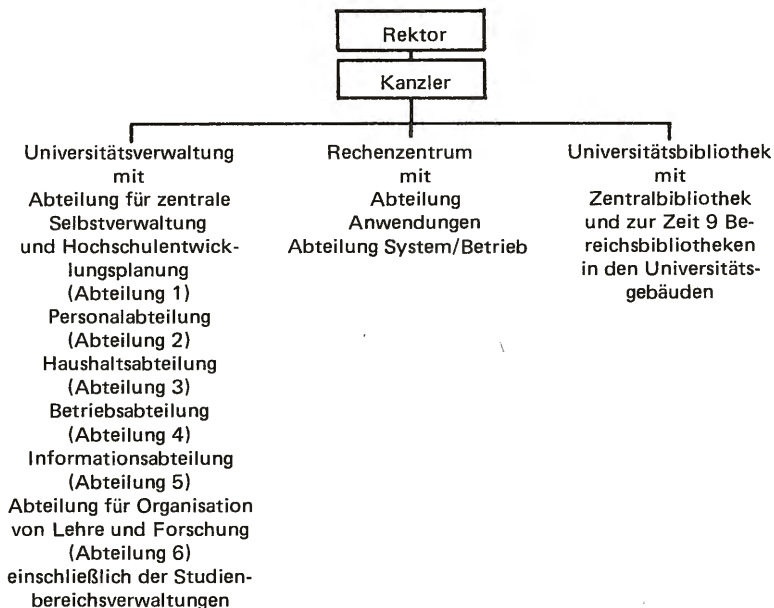 Rektor
Kanzler
Universitätsverwaltung
mit
Abteilung für zentrale
Selbstverwaltung
und Hochschulentwick-
lungsplanung
(Abteilung 1)
Personalabteilung
(Abteilung 2)
Haushaltsabteilung
(Abteilung 3)
Betriebsabteilung
(Abteilung 4)
Informationsabteilung
(Abteilung 5)
Abteilung für Organisation
von Lehre und Forschung
(Abteilung 6)
einschließlich der Studien-
bereichsverwaltungen
Rechenzentrum
mit
Abteilung
Anwendungen
Abteilung System/Betrieb
Universitätsbibliothek
mit
Zentralbibliothek
und zur Zeit 9 Be-
reichsbibliotheken
in den Universitäts-
gebäuden